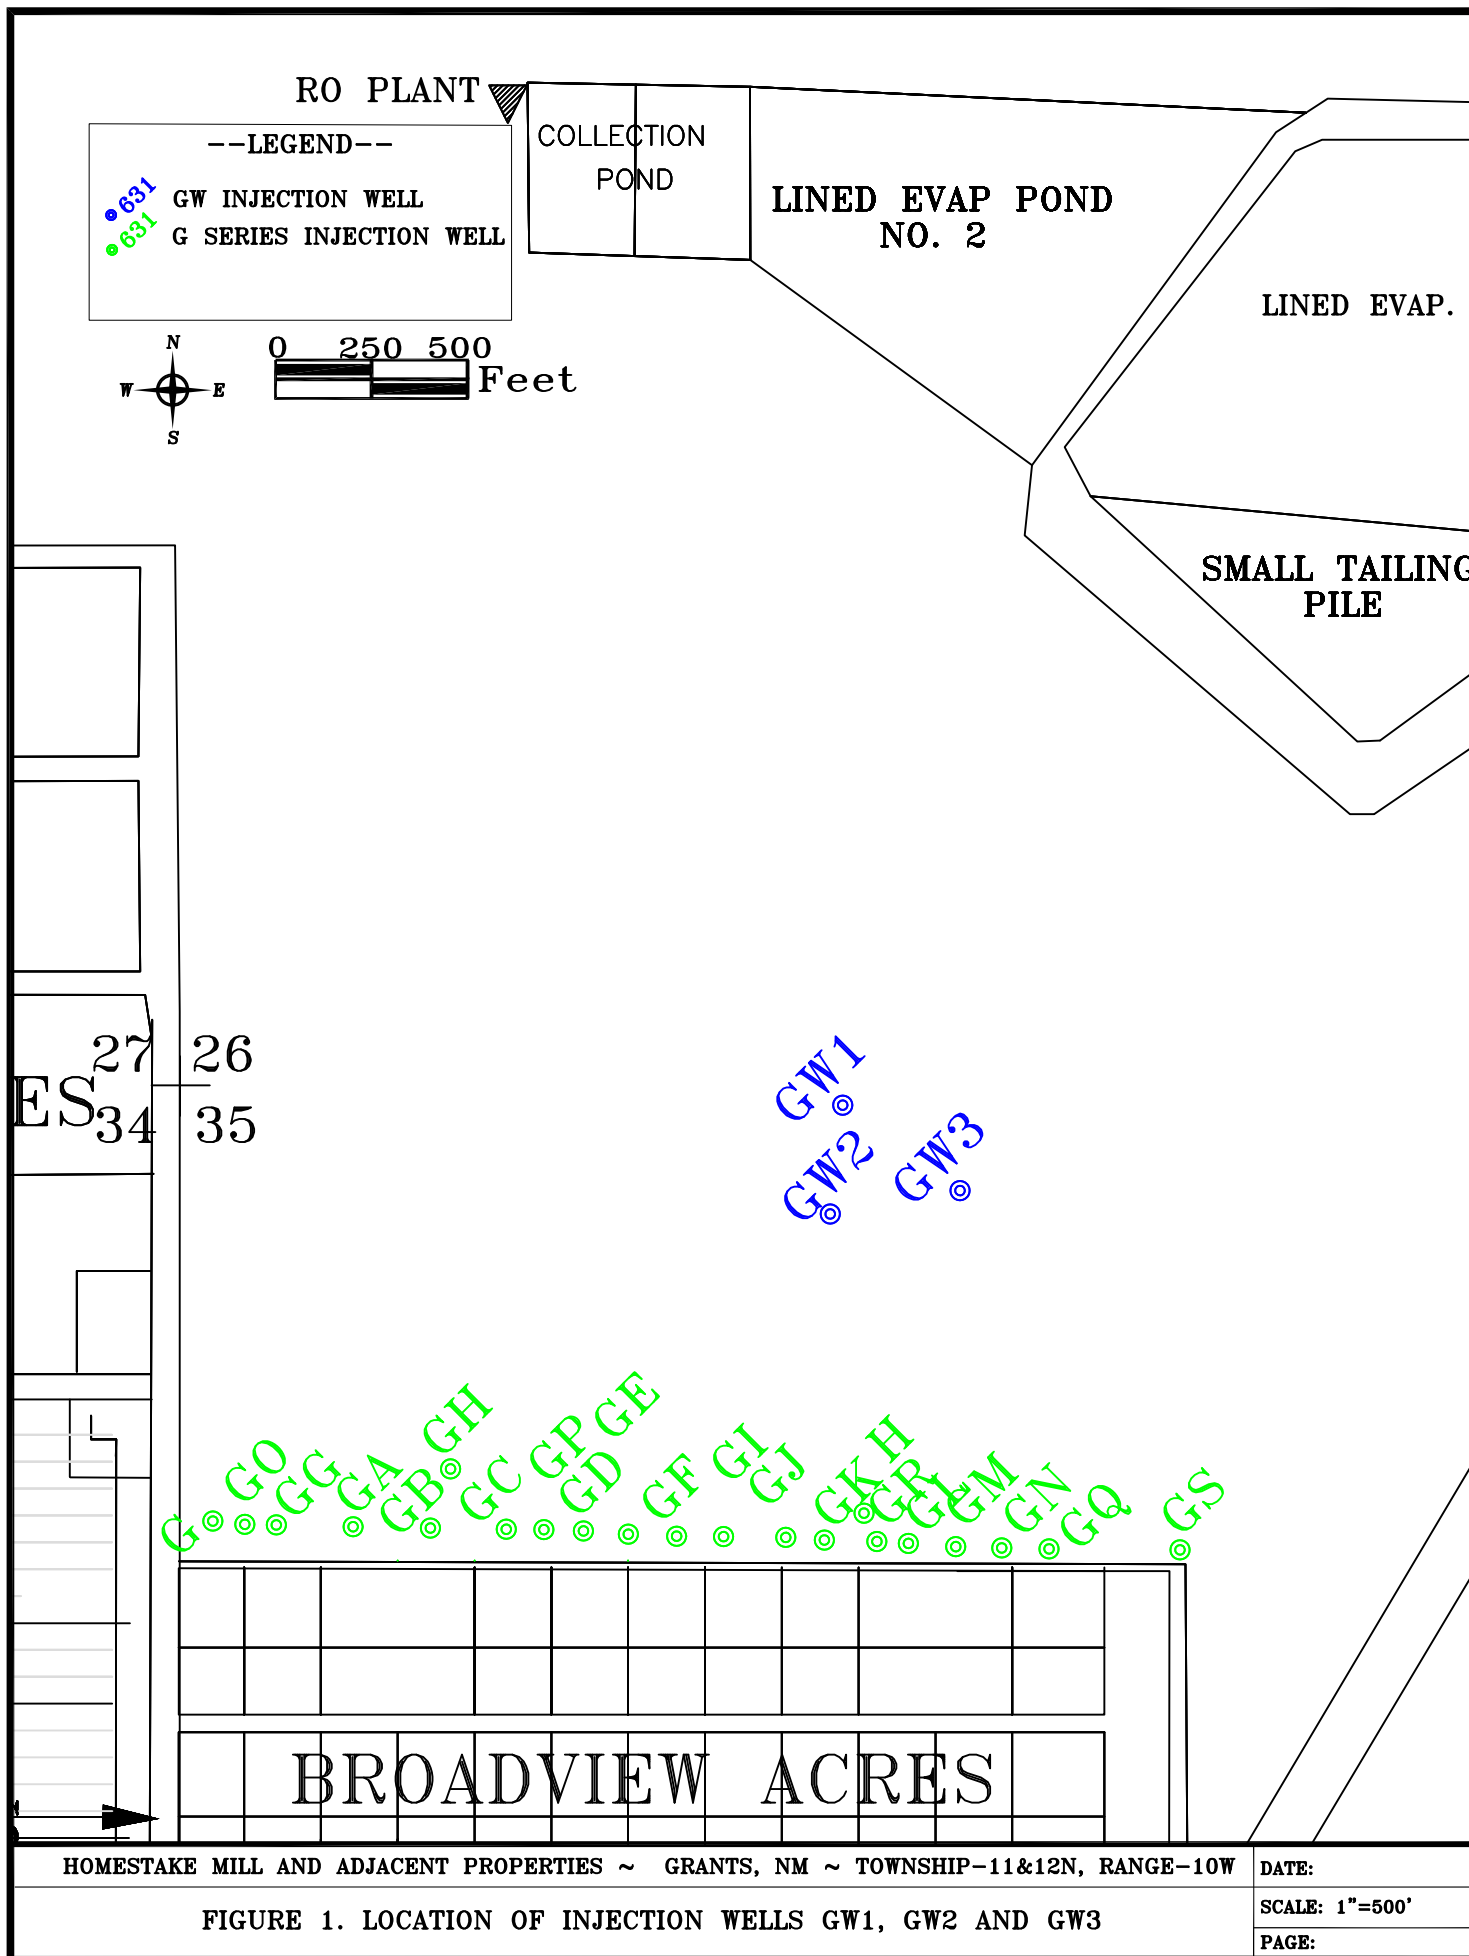 RO PLANT
--LEGEND--
631 GW INJECTION WELL
631 G SERIES INJECTION WELL
COLLECTION
POND
LINED EVAP POND
NO. 2
LINED EVAP.
N
W E
S
0 250 500
Feet
SMALL TAILING
PILE
27 26
ES
34 35
GW1
GW2
GW3
G
GO
GG
GA
GB
GH
GC
GP
GE
GD
GF
GI
GJ
GK
H
GR
GL
GM
GN
GQ
GS
BROADVIEW ACRES
HOMESTAKE MILL AND ADJACENT PROPERTIES ~ GRANTS, NM ~ TOWNSHIP-11&12N, RANGE-10W
DATE:
FIGURE 1. LOCATION OF INJECTION WELLS GW1, GW2 AND GW3
SCALE: 1"=500'
PAGE: